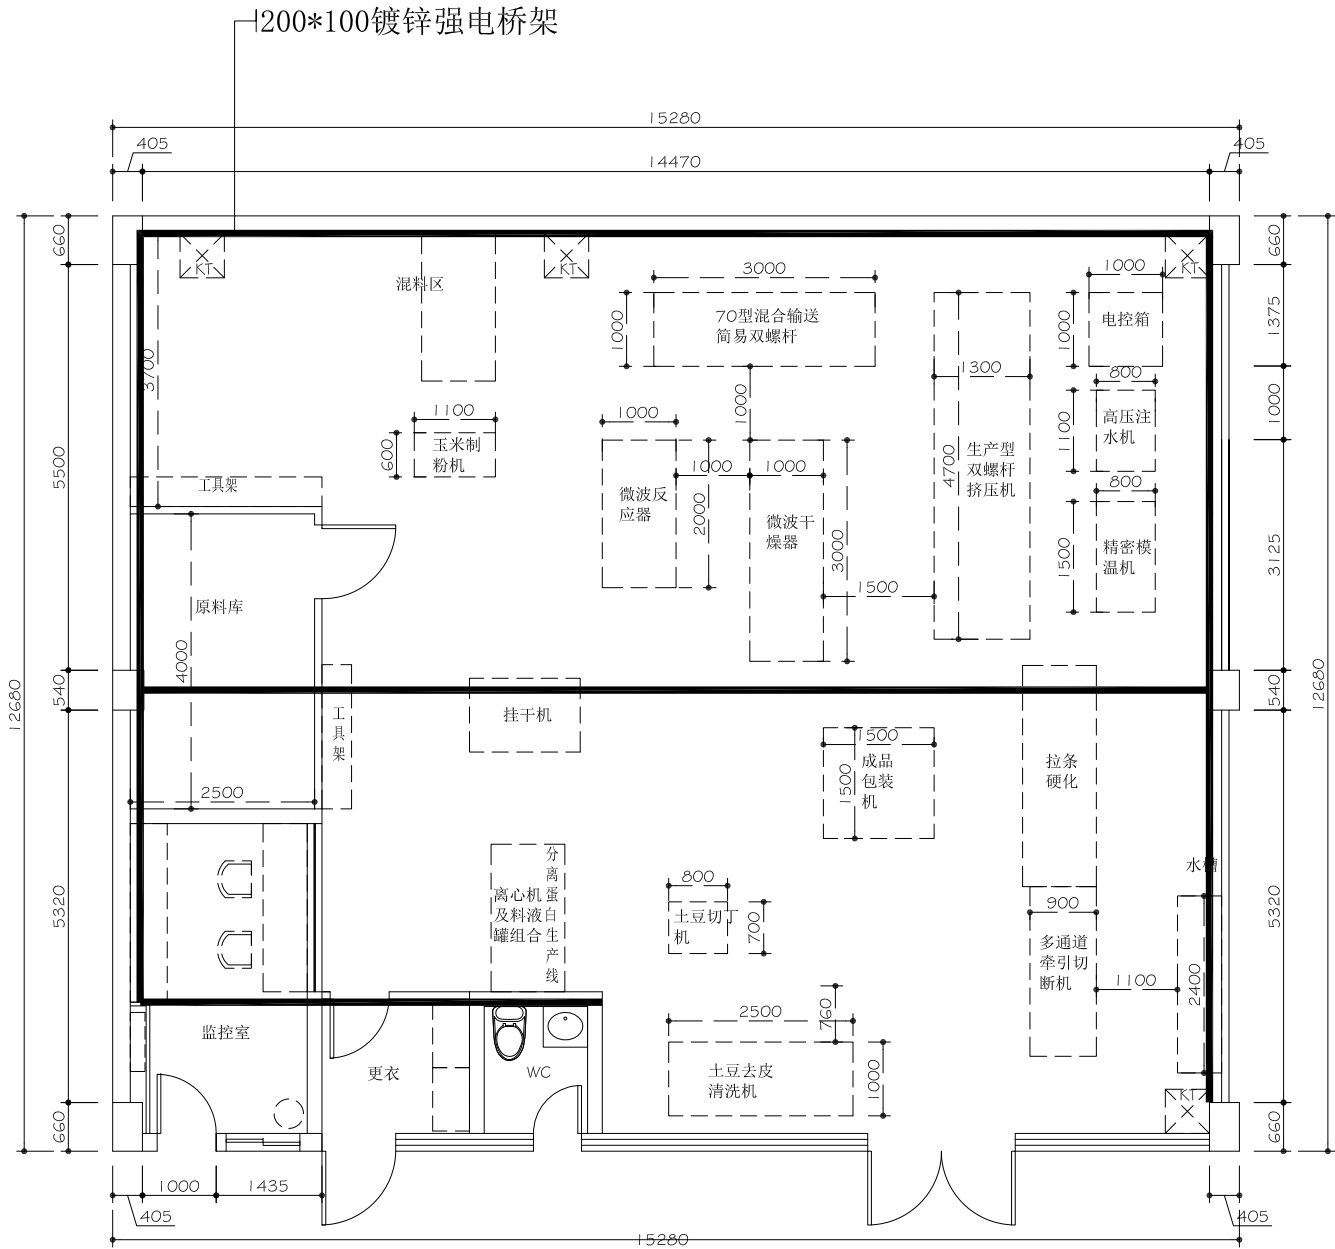 200*100镀锌强电桥架
15280
405
14470
405
660
660
KT
KT
KT
混料区
3000
1000
70型混合输送
简易双螺杆
1000
1000
1000
电控箱
1375
3700
1300
800
1100
1000
1000
1000
600
玉米制
粉机
1100
高压注
水机
5500
生产型
双螺杆
挤压机
4700
1000
1000
800
工具架
微波反
应器
2000
微波干
燥器
3000
1500
精密模
温机
3125
1500
原料库
4000
12680
540
540
12680
工
具
架
挂干机
1500
成品
包装
机
1500
拉条
硬化
2500
分
离
蛋
白
生
产
线
离心机
及料液
罐组合
水槽
800
土豆切丁
机
700
900
5320
5320
多通道
牵引切
断机
1100
2400
2500
760
监控室
更衣
WC
土豆去皮
清洗机
1000
KT
660
660
1000
1435
405
405
15280